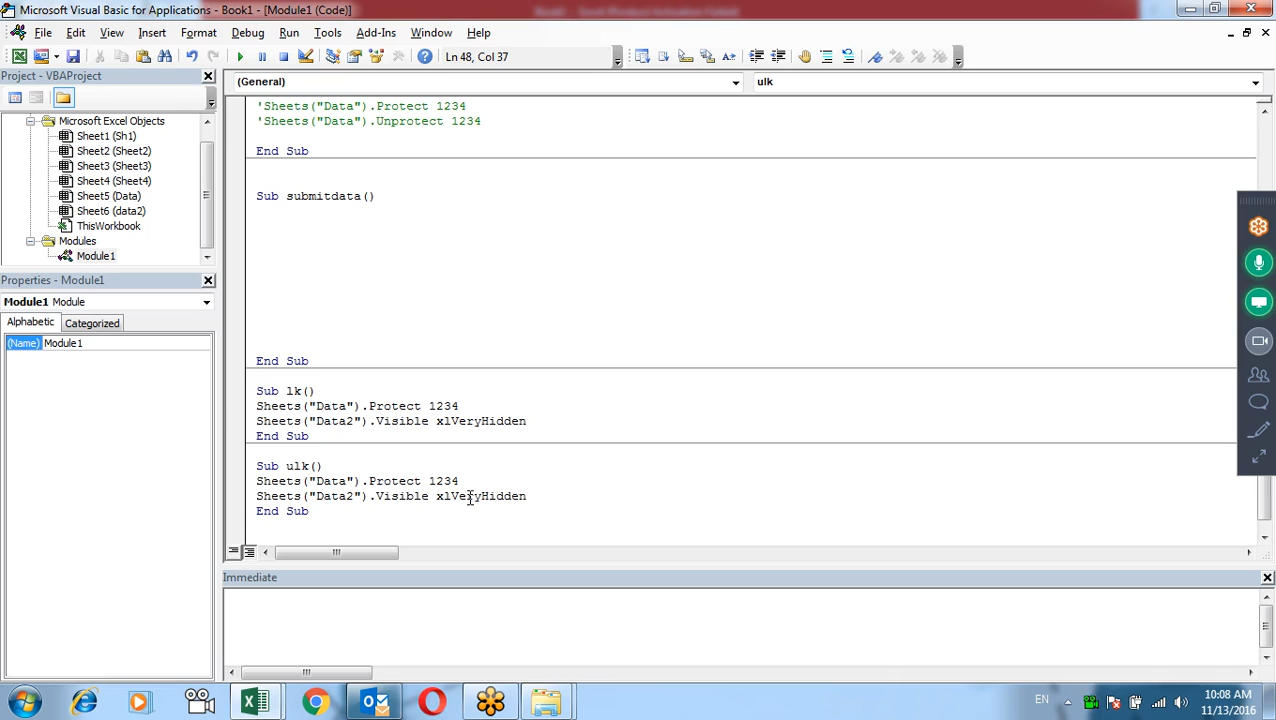 Microsoft Visual Basic for Applications - Book1 - [Module1 (Code)]
File Edit View Insert Format Debug Run Tools Add-Ins Window Help
Ln 48, Col 37
Project - VBAProject
(General)
ulk
Microsoft Excel Objects
Sheet1 (Sh1)
Sheet2 (Sheet2)
Sheet3 (Sheet3)
Sheet4 (Sheet4)
Sheet5 (Data)
Sheet6 (data2)
ThisWorkbook
Modules
Module1
Properties - Module1
Module1 Module
Alphabetic Categorized
(Name) Module1
'Sheets("Data").Protect 1234
'Sheets("Data").Unprotect 1234
End Sub
Sub submitdata()
End Sub
Sub lk()
Sheets("Data").Protect 1234
Sheets("Data2").Visible xlVeryHidden
End Sub
Sub ulk()
Sheets("Data").Protect 1234
Sheets("Data2").Visible xlVeryHidden
End Sub
Immediate
EN
10:08 AM
11/13/2016